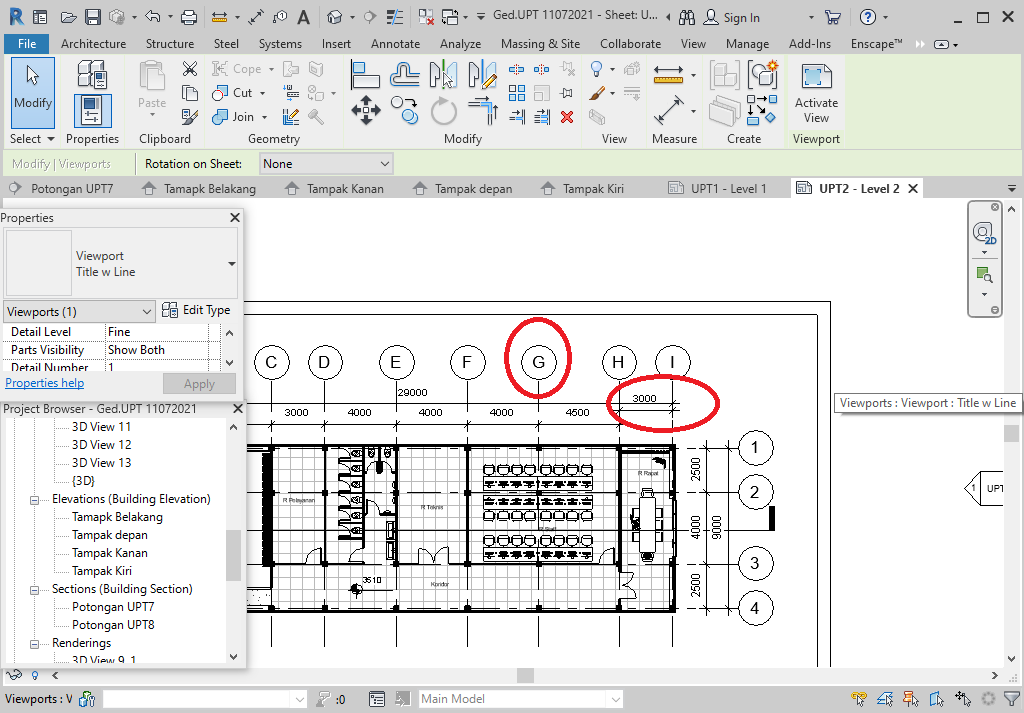 Ged.UPT 11072021 - Sheet: U...
Sign In
File
Architecture
Structure
Steel
Systems
Insert
Annotate
Analyze
Massing & Site
Collaborate
View
Manage
Add-Ins
Enscape™
Modify
Paste
Cope
Cut
Join
Activate
View
Select
Properties
Clipboard
Geometry
Modify
View
Measure
Create
Viewport
Modify | Viewports
Rotation on Sheet:
None
Potongan UPT7
Tamapk Belakang
Tampak Kanan
Tampak depan
Tampak Kiri
UPT1 - Level 1
UPT2 - Level 2
Properties
Viewport
Title w Line
Viewports (1)
Edit Type
Detail Level
Fine
Parts Visibility
Show Both
Detail Number
1
Properties help
Apply
Project Browser - Ged.UPT 11072021
3D View 11
3D View 12
3D View 13
{3D}
Elevations (Building Elevation)
Tamapk Belakang
Tampak depan
Tampak Kanan
Tampak Kiri
Sections (Building Section)
Potongan UPT7
Potongan UPT8
Renderings
3D View 9_1
2D
C
D
E
F
G
H
I
29000
3000
3000
4000
4000
4000
4500
1
2
3
4
2500
4000
9000
2500
R Pelayanan
R Teknis
R Staff
R Rapat
Koridor
3510
1
UPT
Viewports : Viewport : Title w Line
Viewports : V
:0
Main Model